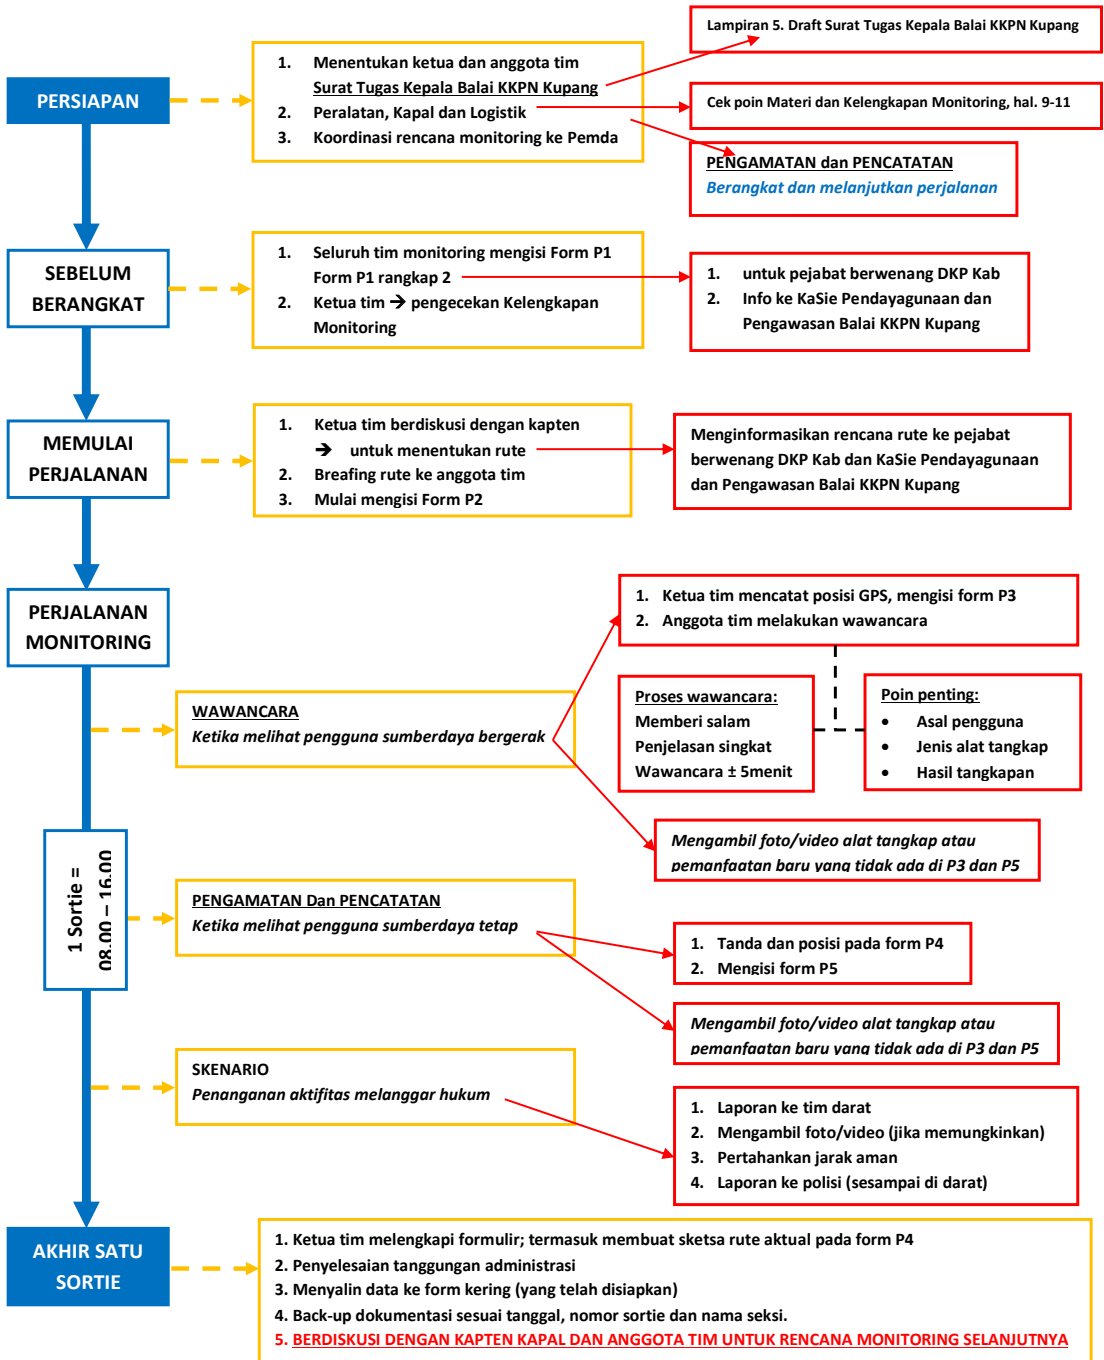 Lampiran 5. Draft Surat Tugas Kepala Balai KKPN Kupang
PERSIAPAN
1. Menentukan ketua dan anggota tim
Surat Tugas Kepala Balai KKPN Kupang
2. Peralatan, Kapal dan Logistik
3. Koordinasi rencana monitoring ke Pemda
Cek poin Materi dan Kelengkapan Monitoring, hal. 9-11
PENGAMATAN dan PENCATATAN
Berangkat dan melanjutkan perjalanan
SEBELUM
BERANGKAT
1. Seluruh tim monitoring mengisi Form P1
Form P1 rangkap 2
2. Ketua tim → pengecekan Kelengkapan
Monitoring
1. untuk pejabat berwenang DKP Kab
2. Info ke KaSie Pendayagunaan dan
Pengawasan Balai KKPN Kupang
MEMULAI
PERJALANAN
1. Ketua tim berdiskusi dengan kapten
→ untuk menentukan rute
2. Breafing rute ke anggota tim
3. Mulai mengisi Form P2
Menginformasikan rencana rute ke pejabat
berwenang DKP Kab dan KaSie Pendayagunaan
dan Pengawasan Balai KKPN Kupang
PERJALANAN
MONITORING
1. Ketua tim mencatat posisi GPS, mengisi form P3
2. Anggota tim melakukan wawancara
WAWANCARA
Ketika melihat pengguna sumberdaya bergerak
Proses wawancara:
Memberi salam
Penjelasan singkat
Wawancara ± 5menit
Poin penting:
• Asal pengguna
• Jenis alat tangkap
• Hasil tangkapan
Mengambil foto/video alat tangkap atau
pemanfaatan baru yang tidak ada di P3 dan P5
1 Sortie =
08.00 – 16.00
PENGAMATAN Dan PENCATATAN
Ketika melihat pengguna sumberdaya tetap
1. Tanda dan posisi pada form P4
2. Mengisi form P5
Mengambil foto/video alat tangkap atau
pemanfaatan baru yang tidak ada di P3 dan P5
SKENARIO
Penanganan aktifitas melanggar hukum
1. Laporan ke tim darat
2. Mengambil foto/video (jika memungkinkan)
3. Pertahankan jarak aman
4. Laporan ke polisi (sesampai di darat)
AKHIR SATU
SORTIE
1. Ketua tim melengkapi formulir; termasuk membuat sketsa rute aktual pada form P4
2. Penyelesaian tanggungan administrasi
3. Menyalin data ke form kering (yang telah disiapkan)
4. Back-up dokumentasi sesuai tanggal, nomor sortie dan nama seksi.
5. BERDISKUSI DENGAN KAPTEN KAPAL DAN ANGGOTA TIM UNTUK RENCANA MONITORING SELANJUTNYA